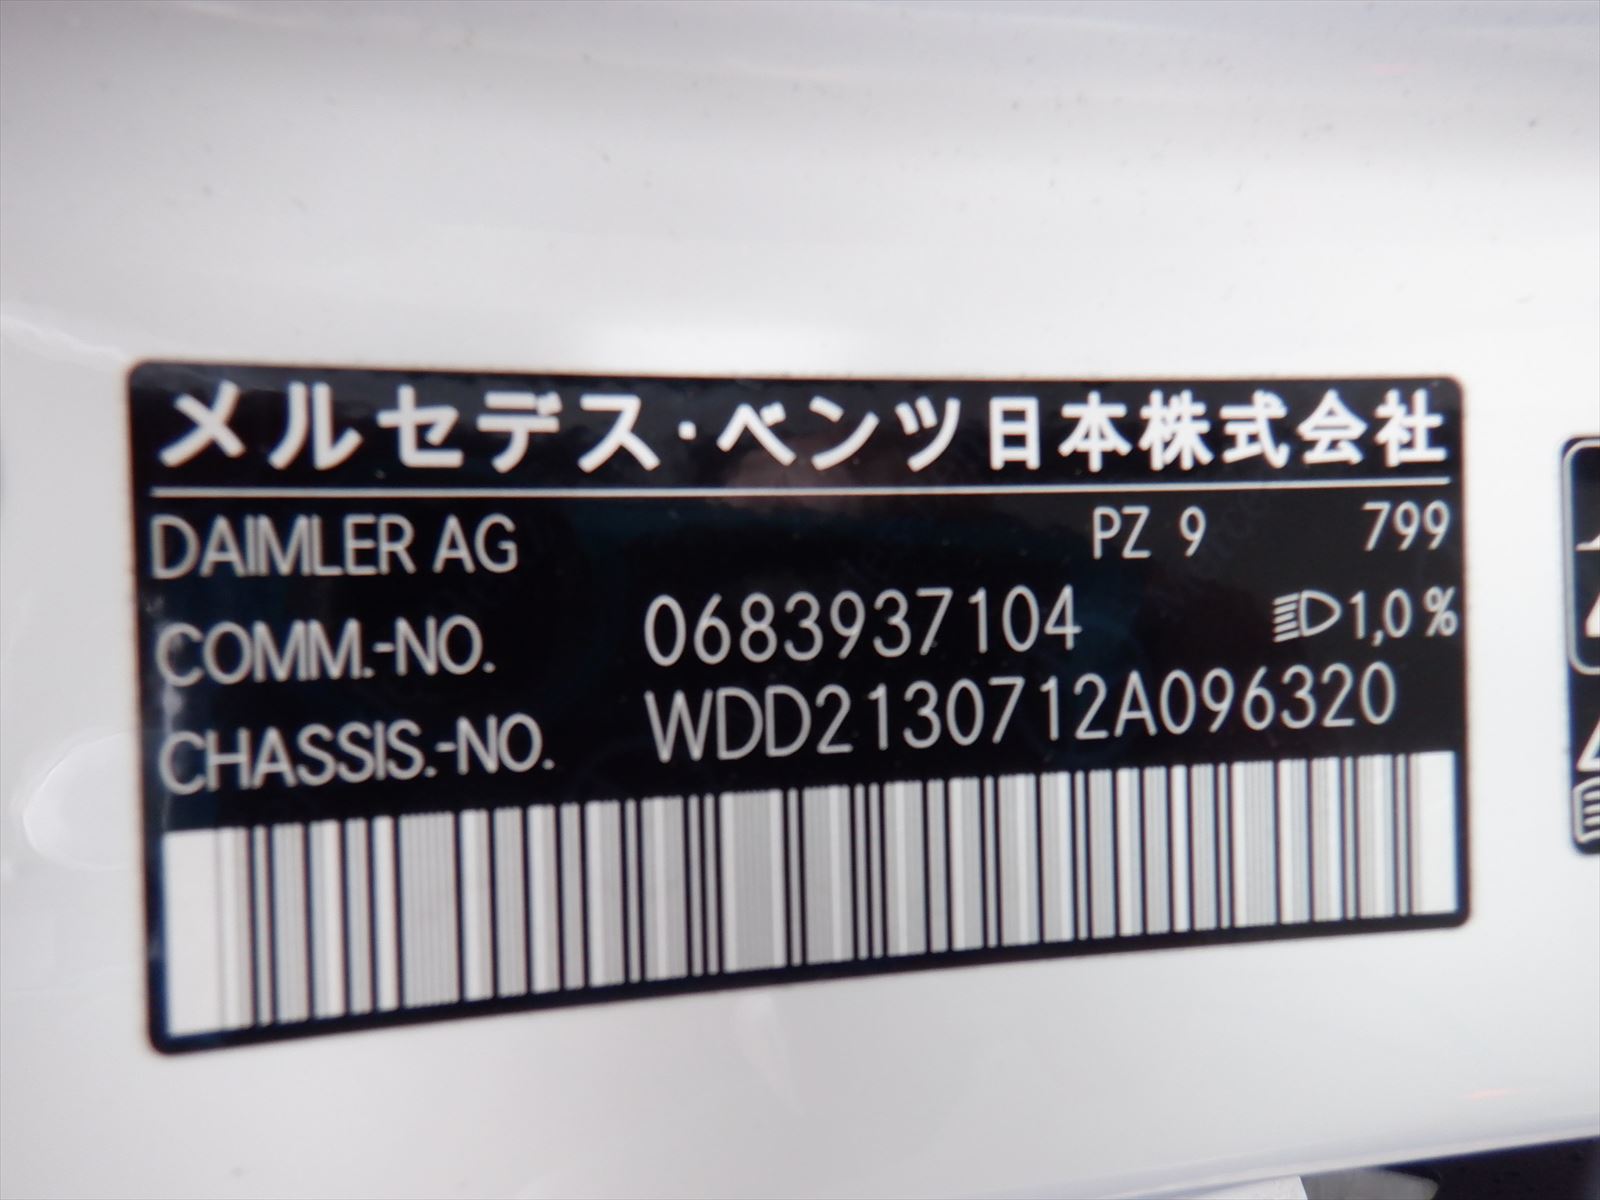 メルセデス・ベンツ日本株式会社
DAIMLER AG PZ 9 799
COMM.-NO. 0683937104 1,0 %
CHASSIS.-NO. WDD2130712A096320